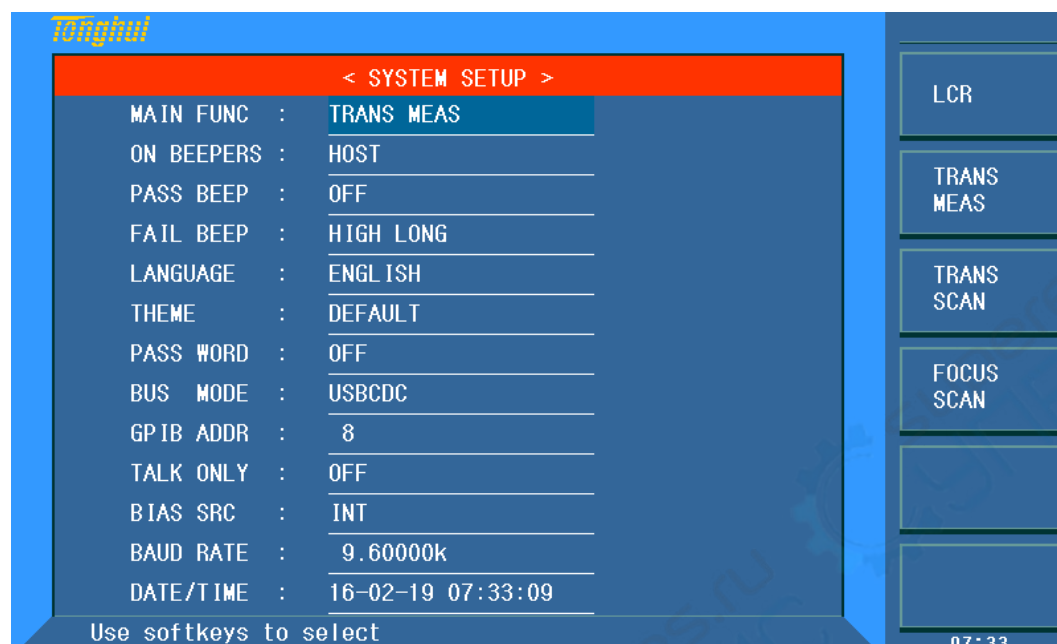 Tonghui
< SYSTEM SETUP >
MAIN FUNC : TRANS MEAS
ON BEEPERS : HOST
PASS BEEP : OFF
FAIL BEEP : HIGH LONG
LANGUAGE : ENGLISH
THEME : DEFAULT
PASS WORD : OFF
BUS MODE : USBCDC
GPIB ADDR : 8
TALK ONLY : OFF
BIAS SRC : INT
BAUD RATE : 9.60000k
DATE/TIME : 16-02-19 07:33:09
Use softkeys to select
LCR
TRANS
MEAS
TRANS
SCAN
FOCUS
SCAN
07:33